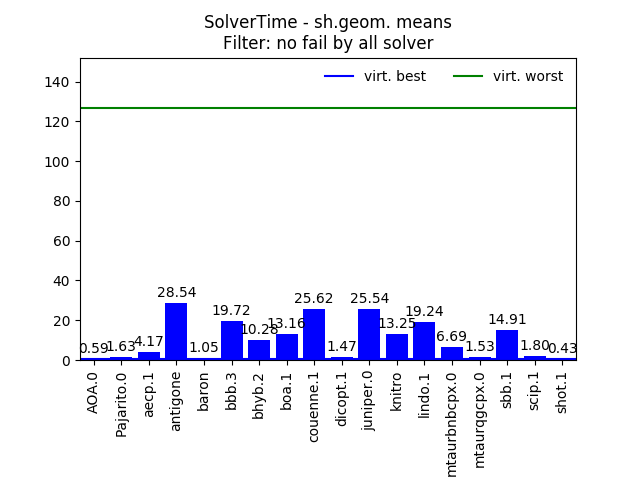 SolverTime - sh.geom. means
Filter: no fail by all solver
virt. best virt. worst
140
120
100
80
60
40
20
0
0.59 1.63 4.17 28.54 1.05 19.72 10.28 13.16 25.62 1.47 25.54 13.25 19.24 6.69 1.53 14.91 1.80 0.43
AOA.0
Pajarito.0
aecp.1
antigone
baron
bbb.3
bhyb.2
boa.1
couenne.1
dicopt.1
juniper.0
knitro
lindo.1
mtaurbnbcpx.0
mtaurqgcpx.0
sbb.1
scip.1
shot.1